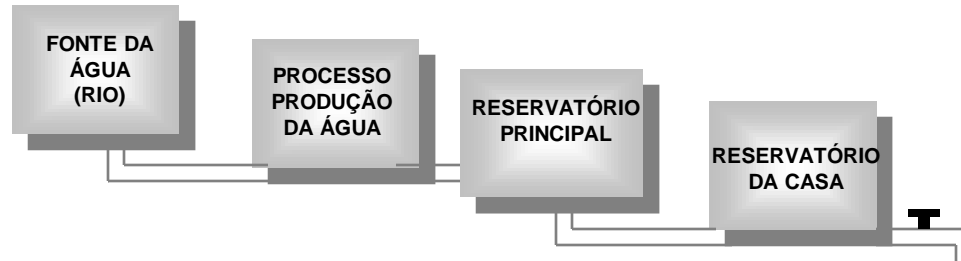 FONTE DA
ÁGUA
(RIO)
PROCESSO
PRODUÇÃO
DA ÁGUA
RESERVATÓRIO
PRINCIPAL
RESERVATÓRIO
DA CASA